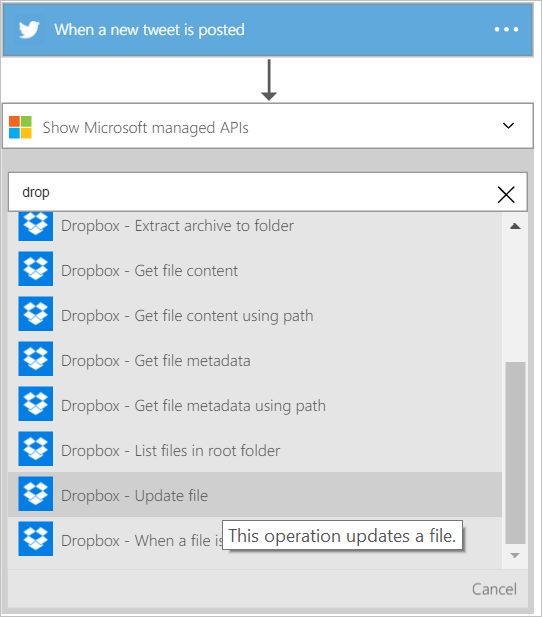 When a new tweet is posted
Show Microsoft managed APIs
drop
Dropbox - Extract archive to folder
Dropbox - Get file content
Dropbox - Get file content using path
Dropbox - Get file metadata
Dropbox - Get file metadata using path
Dropbox - List files in root folder
Dropbox - Update file
This operation updates a file.
Dropbox - When a file is
Cancel